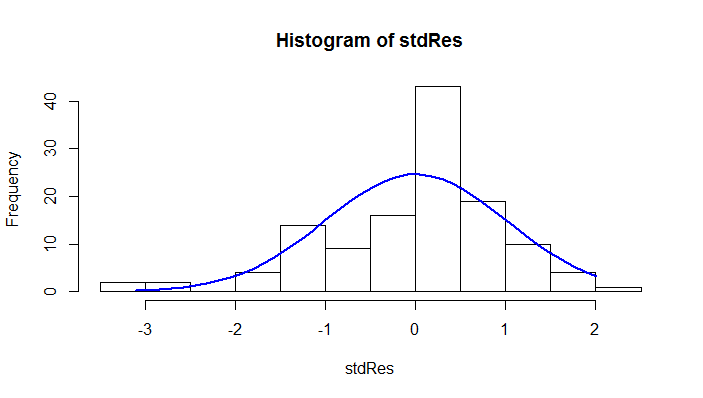 Histogram of stdRes
Frequency
40
30
20
10
0
-3 -2 -1 0 1 2
stdRes